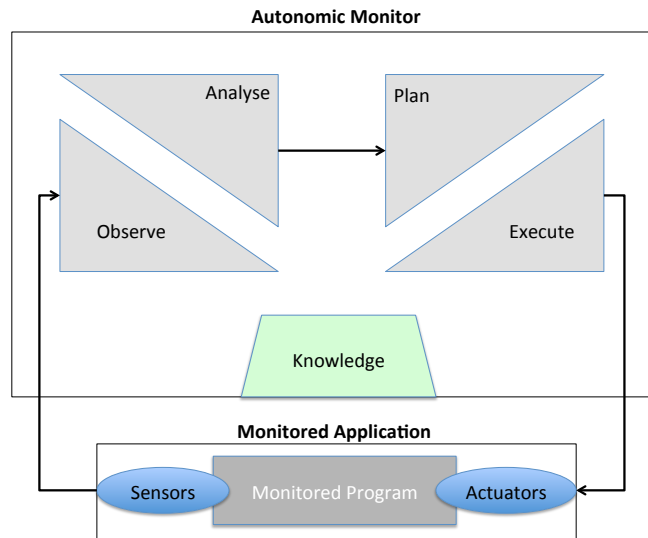 Autonomic Monitor
Analyse
Plan
Observe
Execute
Knowledge
Monitored Application
Sensors
Monitored Program
Actuators